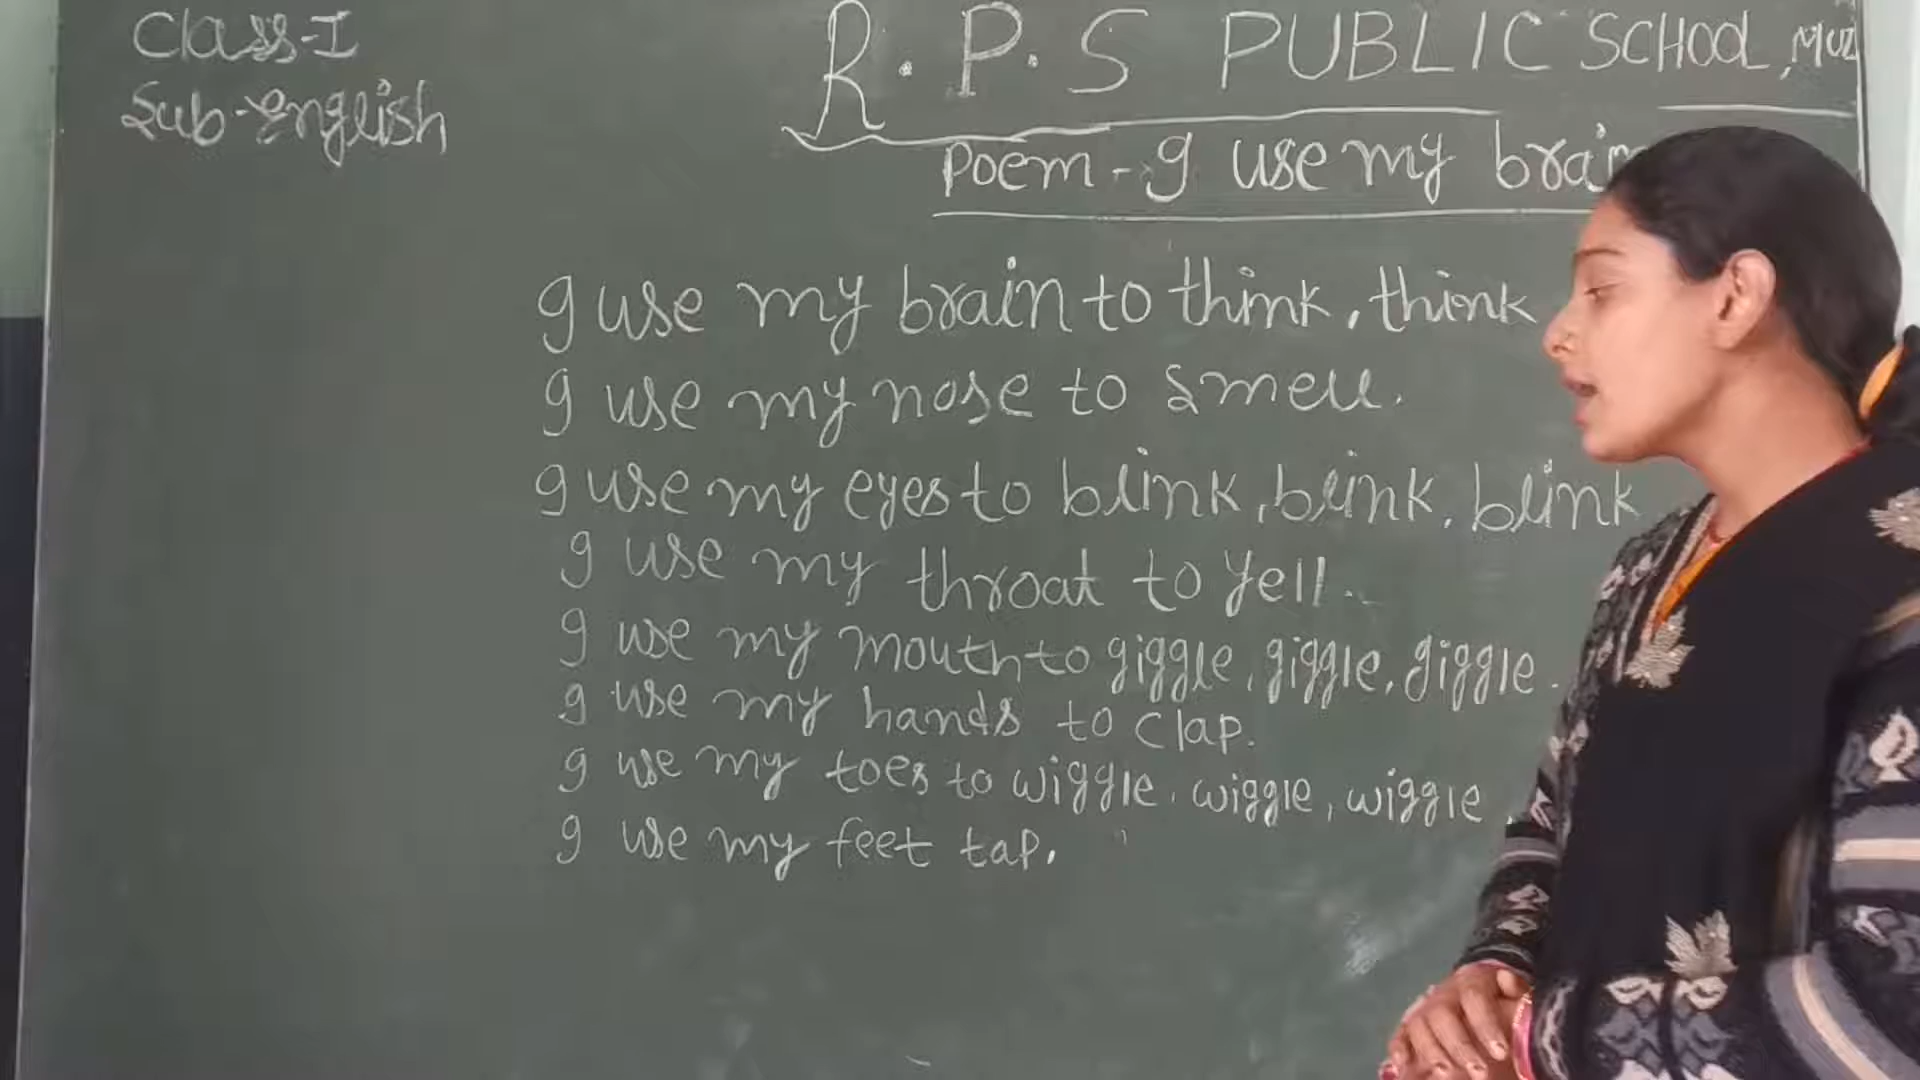 Class-I
Sub-English
R.P.S PUBLIC SCHOOL, MUZ
Poem - I use my brain
I use my brain to think, think
I use my nose to smell.
I use my eyes to blink, blink, blink
I use my throat to yell.
I use my mouth to giggle, giggle, giggle.
I use my hands to clap.
I use my toes to wiggle, wiggle, wiggle.
I use my feet tap.